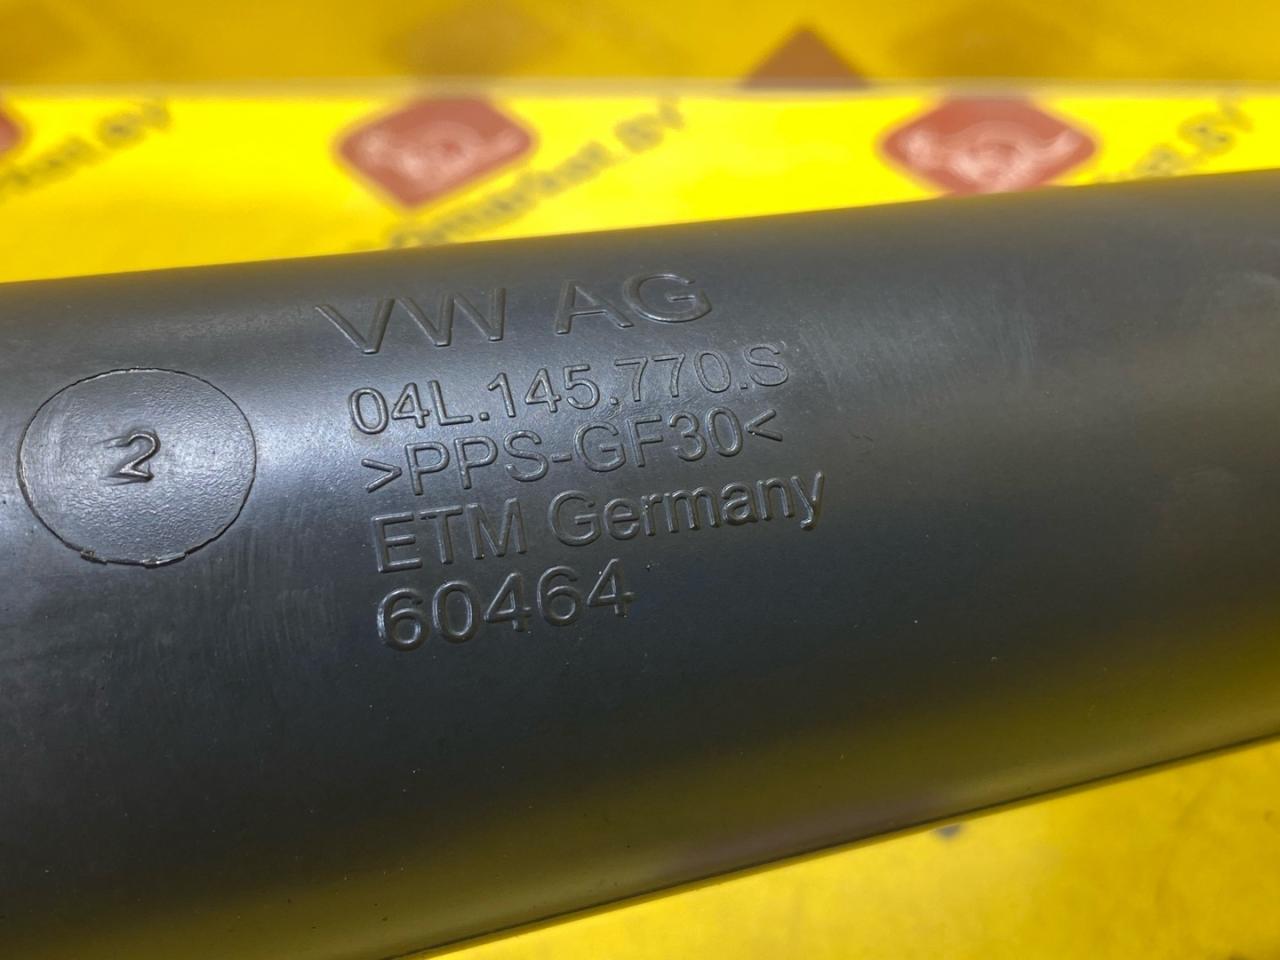 VW AG
04L.145.770.S
>PPS-GF30<
ETM Germany
60464
2